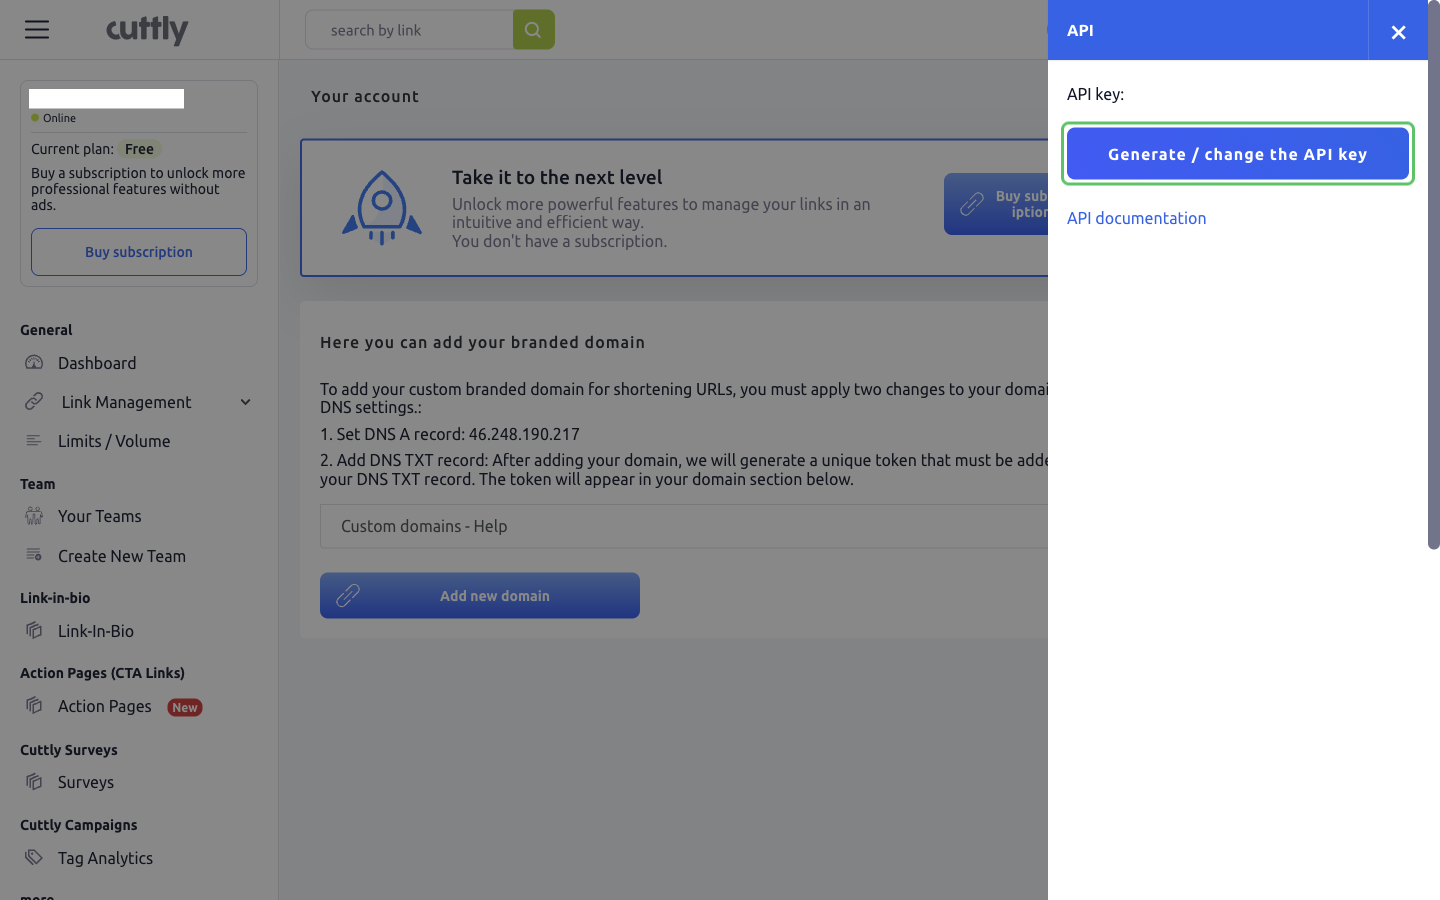 cuttly
search by link
API
Online
Current plan: Free
Buy a subscription to unlock more
professional features without
ads.
Buy subscription
General
Dashboard
Link Management
Limits / Volume
Team
Your Teams
Create New Team
Link-in-bio
Link-In-Bio
Action Pages (CTA Links)
Action Pages New
Cuttly Surveys
Surveys
Cuttly Campaigns
Tag Analytics
more
Your account
Take it to the next level
Unlock more powerful features to manage your links in an
intuitive and efficient way.
You don't have a subscription.
Buy sub
iption
Here you can add your branded domain
To add your custom branded domain for shortening URLs, you must apply two changes to your domai
DNS settings.:
1. Set DNS A record: 46.248.190.217
2. Add DNS TXT record: After adding your domain, we will generate a unique token that must be adde
your DNS TXT record. The token will appear in your domain section below.
Custom domains - Help
Add new domain
API key:
Generate / change the API key
API documentation